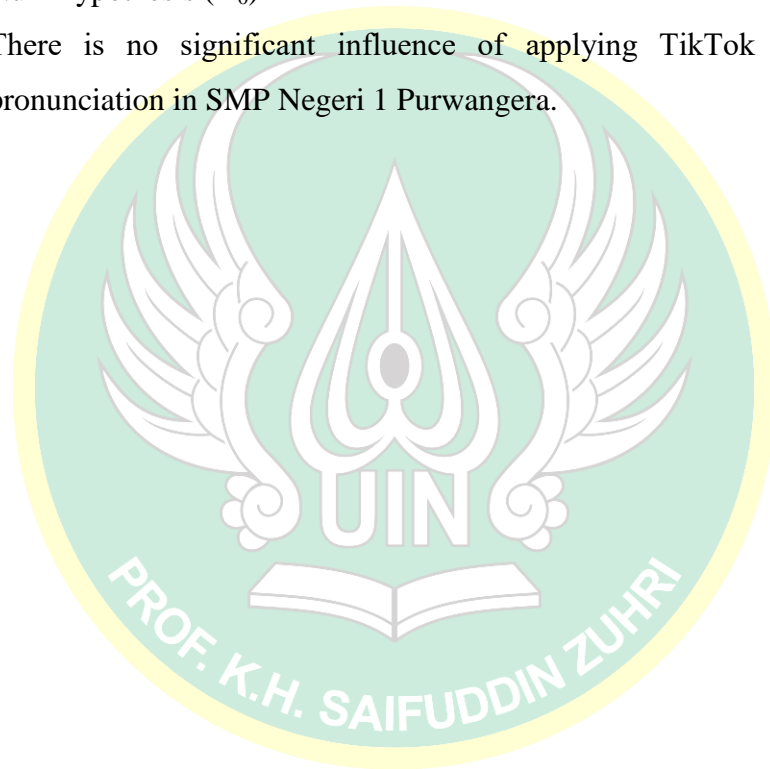 There is no significant influence of applying TikTok
pronunciation in SMP Negeri 1 Purwangera.
UIN
PROF. K.H. SAIFUDDIN ZUHRI